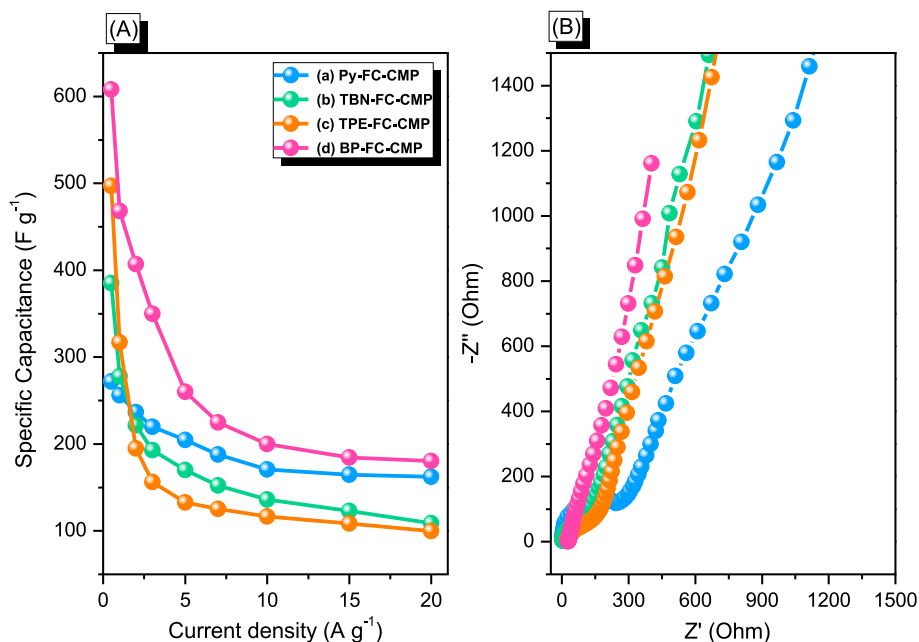 (A)
(a) Py-FC-CMP
(b) TBN-FC-CMP
(c) TPE-FC-CMP
(d) BP-FC-CMP
Specific Capacitance (F g⁻¹)
600
500
400
300
200
100
0 5 10 15 20
Current density (A g⁻¹)
(B)
-Z'' (Ohm)
1400
1200
1000
800
600
400
200
0
0 300 600 900 1200 1500
Z' (Ohm)